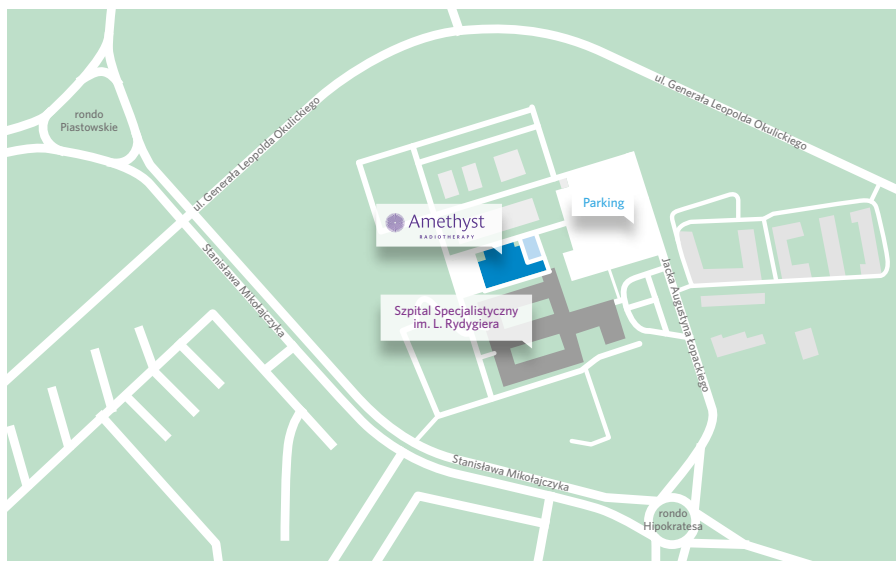 ul. Generała Leopolda Okulickiego
rondo
Piastowskie
ul. Generała Leopolda Okulickiego
Parking
Amethyst
RADIOTHERAPY
Stanisława Mikołajczyka
Jacka Augustyna Łopackiego
Szpital Specjalistyczny
im. L. Rydygiera
Stanisława Mikołajczyka
rondo
Hipokratesa